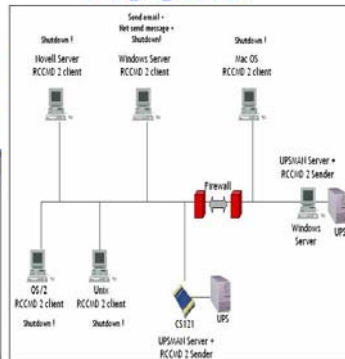 Shutdown !
Novell Server
RCCMD 2 client
Send email +
Net send message +
Shutdown!
Windows Server
RCCMD 2 client
Shutdown !
Mac OS
RCCMD 2 client
Firewall
UPSMAN Server +
RCCMD 2 Sender
Windows
Server
UPS
OS/2
RCCMD 2 client
Shutdown !
Unix
RCCMD 2 client
Shutdown !
CS121
UPS
UPSMAN Server +
RCCMD 2 Sender